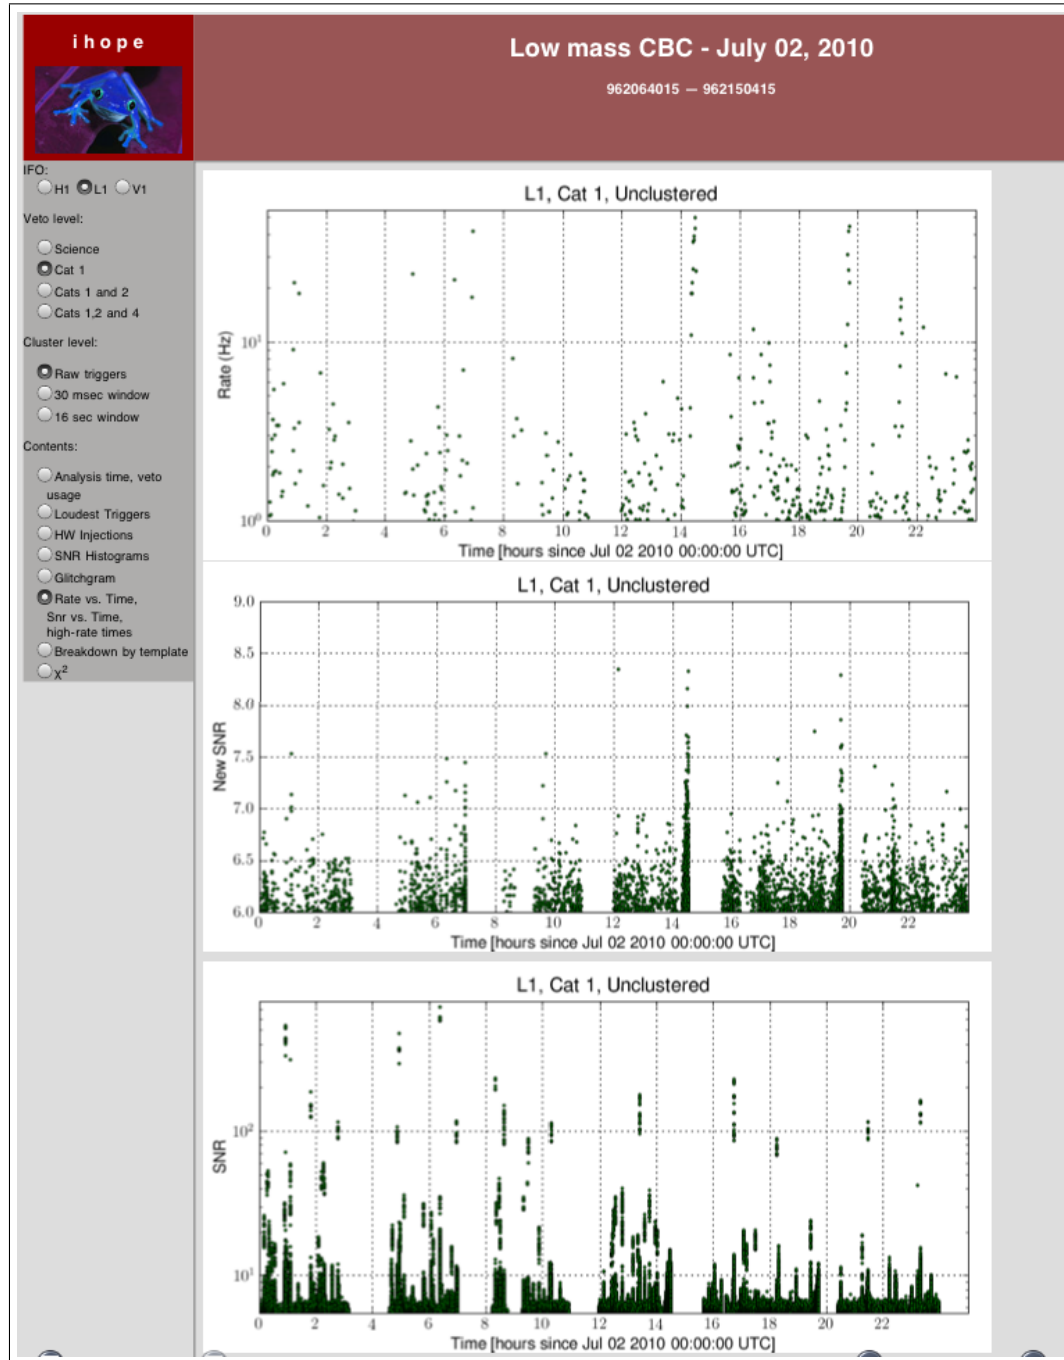 ihope
Low mass CBC - July 02, 2010
962064015 — 962150415
IFO:
H1 L1 V1
Veto level:
Science
Cat 1
Cats 1 and 2
Cats 1,2 and 4
Cluster level:
Raw triggers
30 msec window
16 sec window
Contents:
Analysis time, veto
usage
Loudest Triggers
HW Injections
SNR Histograms
Glitchgram
Rate vs. Time,
Snr vs. Time,
high-rate times
Breakdown by template
χ²
L1, Cat 1, Unclustered
Rate (Hz)
10¹
10⁰
0 2 4 6 8 10 12 14 16 18 20 22
Time [hours since Jul 02 2010 00:00:00 UTC]
L1, Cat 1, Unclustered
New SNR
9.0
8.5
8.0
7.5
7.0
6.5
6.0
0 2 4 6 8 10 12 14 16 18 20 22
Time [hours since Jul 02 2010 00:00:00 UTC]
L1, Cat 1, Unclustered
SNR
10²
10¹
0 2 4 6 8 10 12 14 16 18 20 22
Time [hours since Jul 02 2010 00:00:00 UTC]